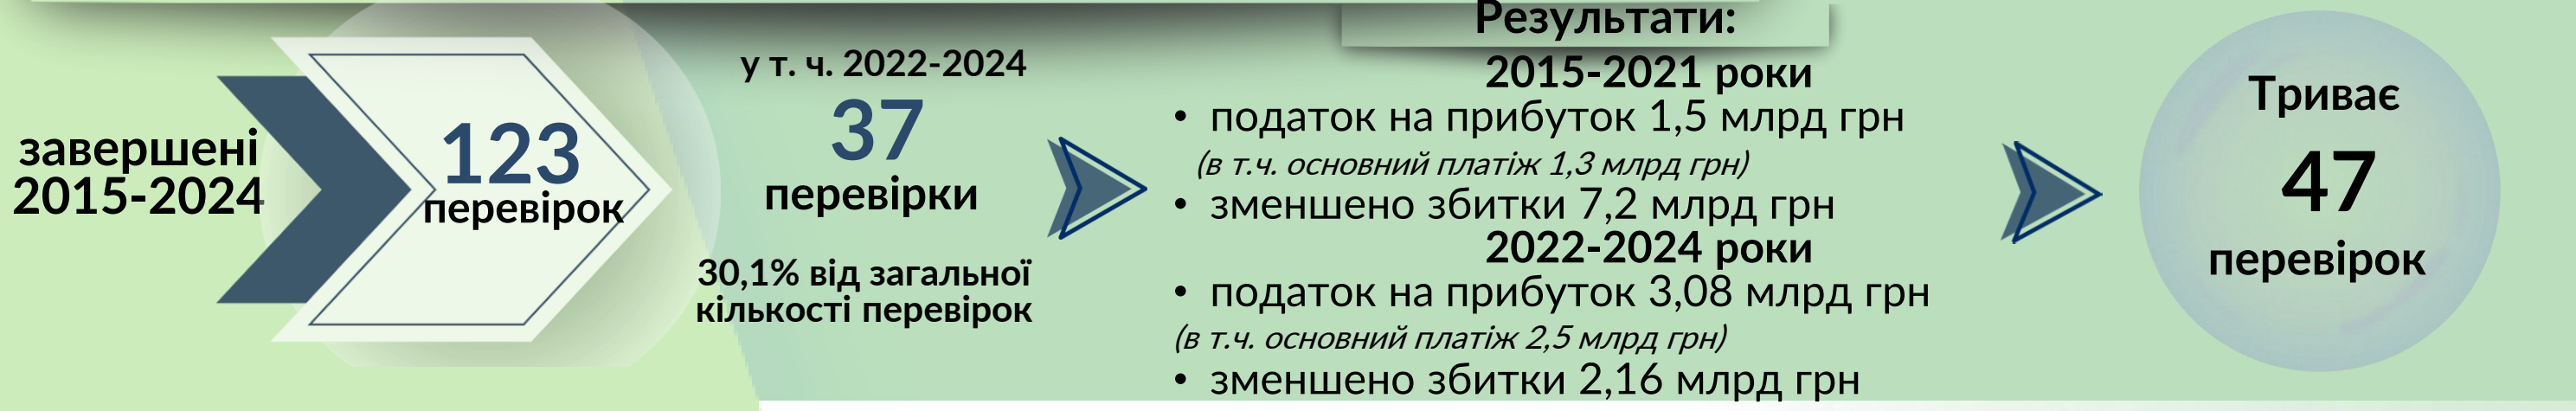 завершені
2015-2024
123
перевірок
у т. ч. 2022-2024
37
перевірки
30,1% від загальної
кількості перевірок
Результати:
2015-2021 роки
• податок на прибуток 1,5 млрд грн
(в т.ч. основний платіж 1,3 млрд грн)
• зменшено збитки 7,2 млрд грн
2022-2024 роки
• податок на прибуток 3,08 млрд грн
(в т.ч. основний платіж 2,5 млрд грн)
• зменшено збитки 2,16 млрд грн
Триває
47
перевірок